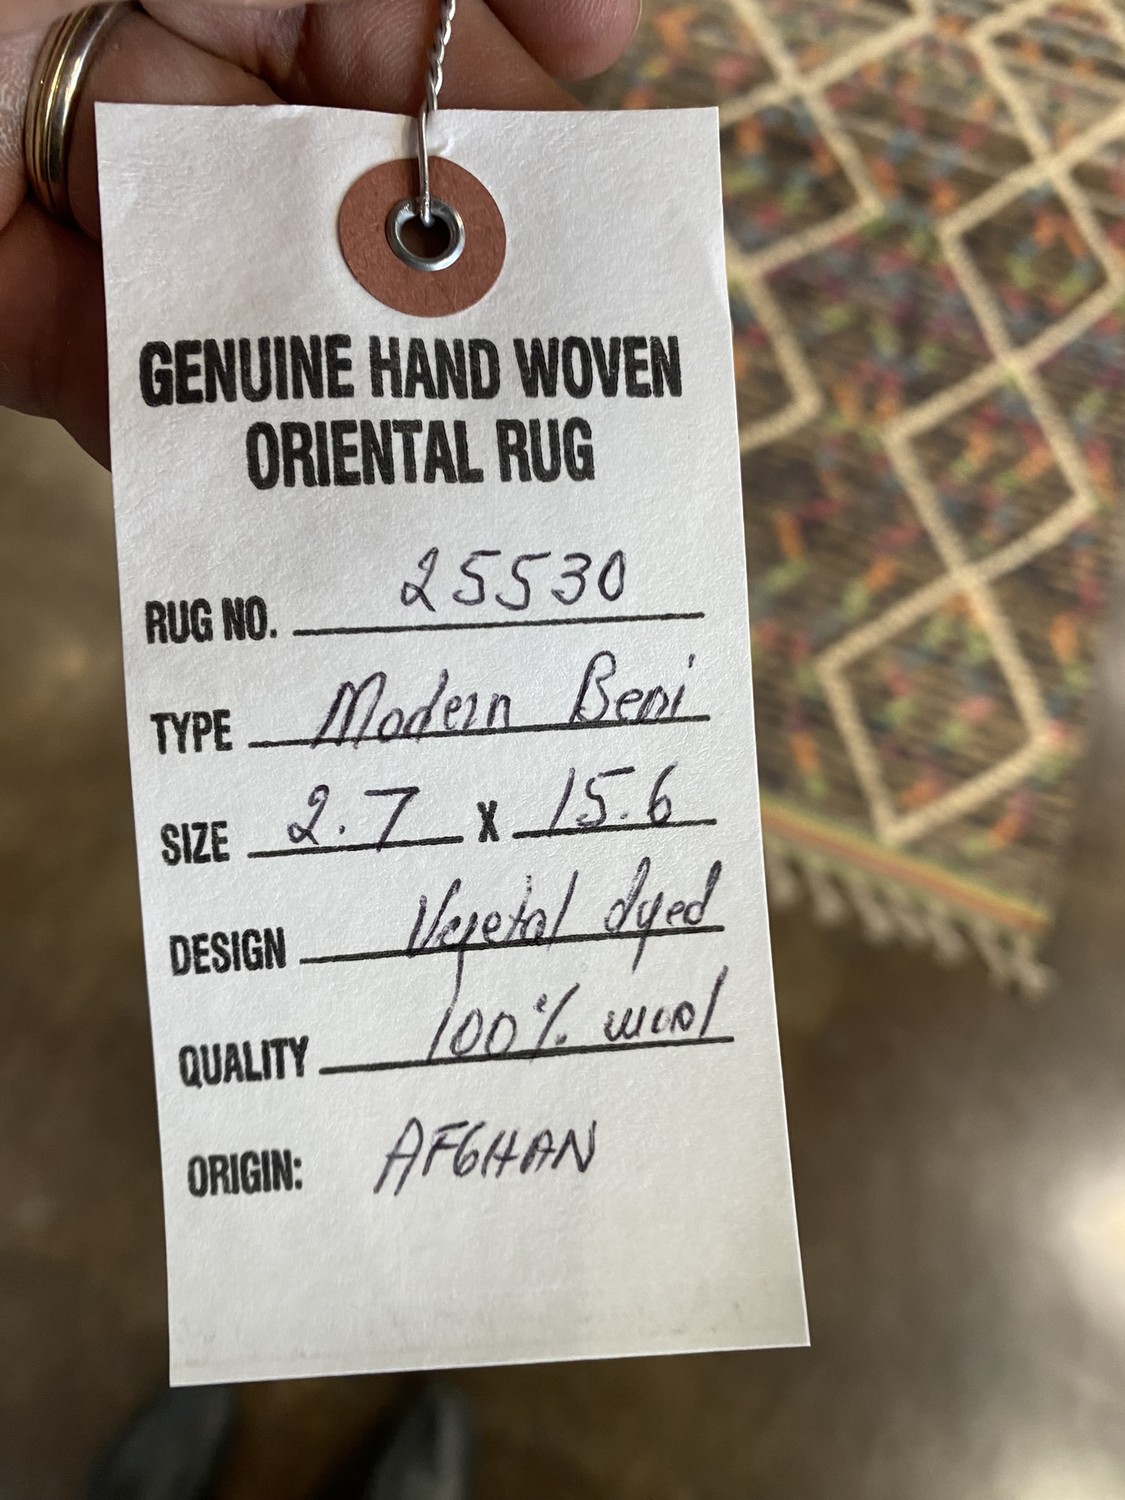 GENUINE HAND WOVEN
ORIENTAL RUG
RUG NO. 25530
TYPE Modern Beni
SIZE 2.7 X 15.6
DESIGN Vegetal dyed
QUALITY 100% wool
ORIGIN: AFGHAN